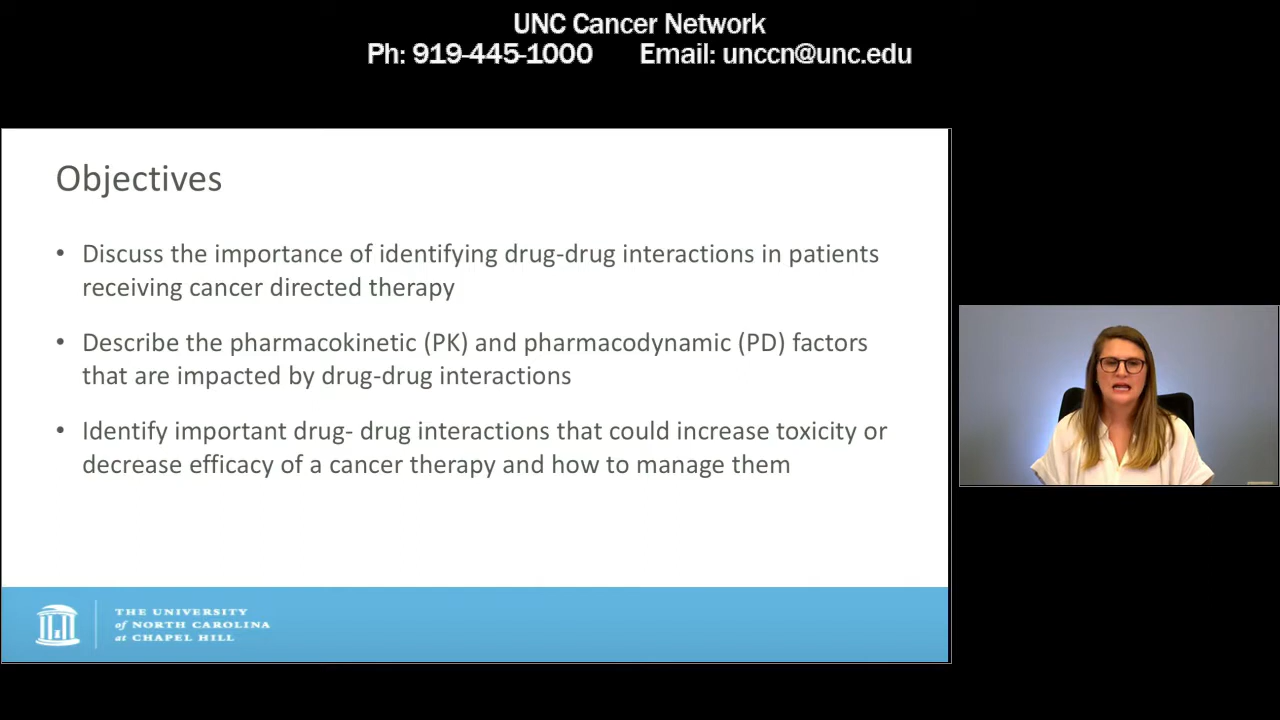 UNC Cancer Network
Ph: 919-445-1000 Email: unccn@unc.edu
Objectives
• Discuss the importance of identifying drug-drug interactions in patients
receiving cancer directed therapy
• Describe the pharmacokinetic (PK) and pharmacodynamic (PD) factors
that are impacted by drug-drug interactions
• Identify important drug- drug interactions that could increase toxicity or
decrease efficacy of a cancer therapy and how to manage them
THE UNIVERSITY
of NORTH CAROLINA
at CHAPEL HILL